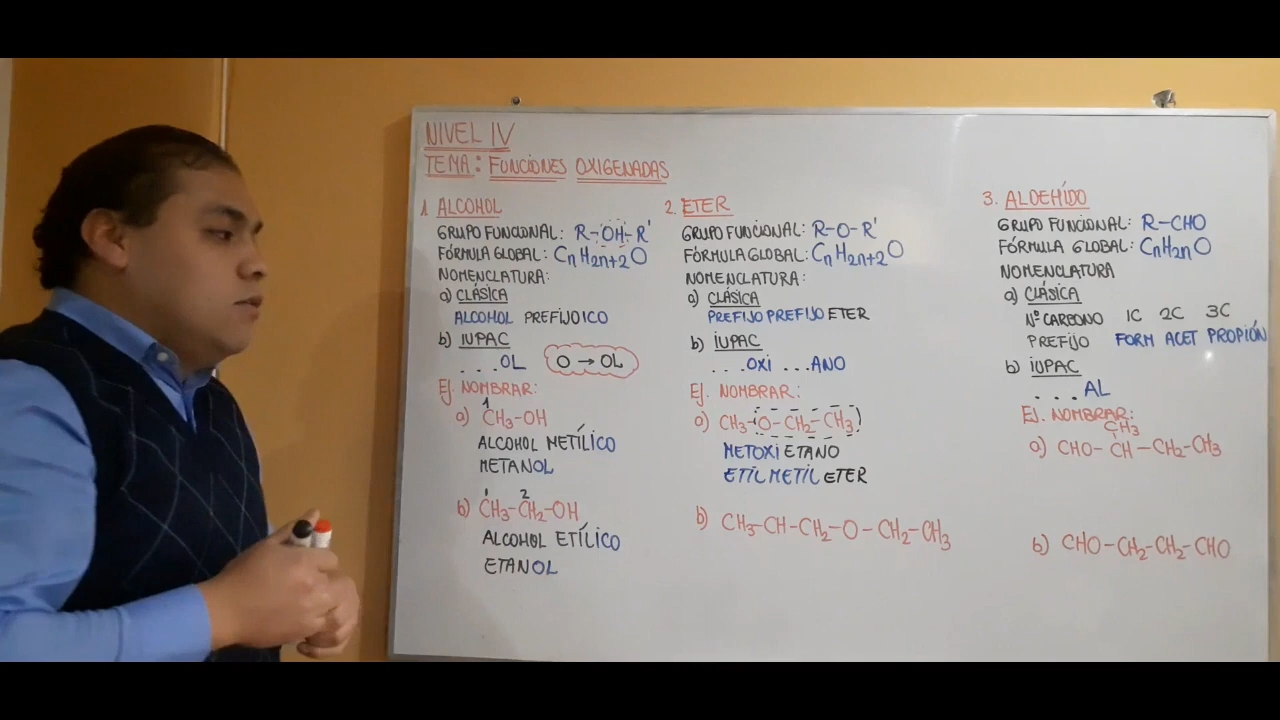 NIVEL IV
TEMA: FUNCIONES OXIGENADAS
1 ALCOHOL
GRUPO FUNCIONAL: R-OH-R'
FÓRMULA GLOBAL: CnH2n+2O
NOMENCLATURA:
a) CLÁSICA
ALCOHOL PREFIJOICO
b) IUPAC
...OL O→OL
EJ. NOMBRAR:
1
a) CH3-OH
ALCOHOL METÍLICO
METANOL
1 2
b) CH3-CH2-OH
ALCOHOL ETÍLICO
ETANOL
2. ETER
GRUPO FUNCIONAL: R-O-R'
FÓRMULA GLOBAL: CnH2n+2O
NOMENCLATURA:
a) CLÁSICA
PREFIJO PREFIJO ETER
b) IUPAC
...OXI ...ANO
EJ. NOMBRAR:
a) CH3-O-CH2-CH3
METOXIETANO
ETIL METIL ETER
b) CH3-CH-CH2-O-CH2-CH3
3. ALDEHÍDO
GRUPO FUNCIONAL: R-CHO
FÓRMULA GLOBAL: CnH2nO
NOMENCLATURA
a) CLÁSICA
Nº CARBONO 1C 2C 3C
PREFIJO FORM ACET PROPIÓN
b) IUPAC
...AL
EJ. NOMBRAR:
CH3
a) CHO-CH-CH2-CH3
b) CHO-CH2-CH2-CHO